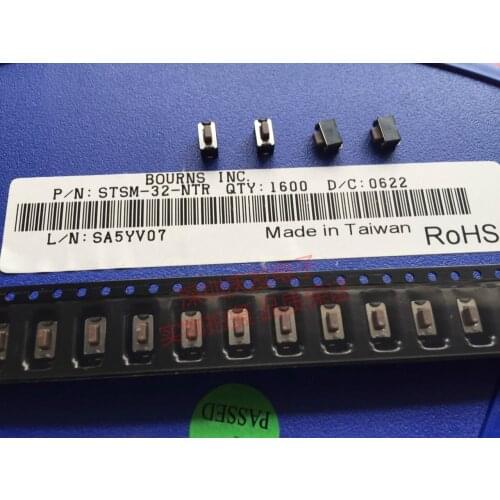 BOURNS INC.
P/N: STSM-32-NTR QTY: 1600 D/C: 0622
L/N: SA5YV07 Made in Taiwan RoHS
PASSED